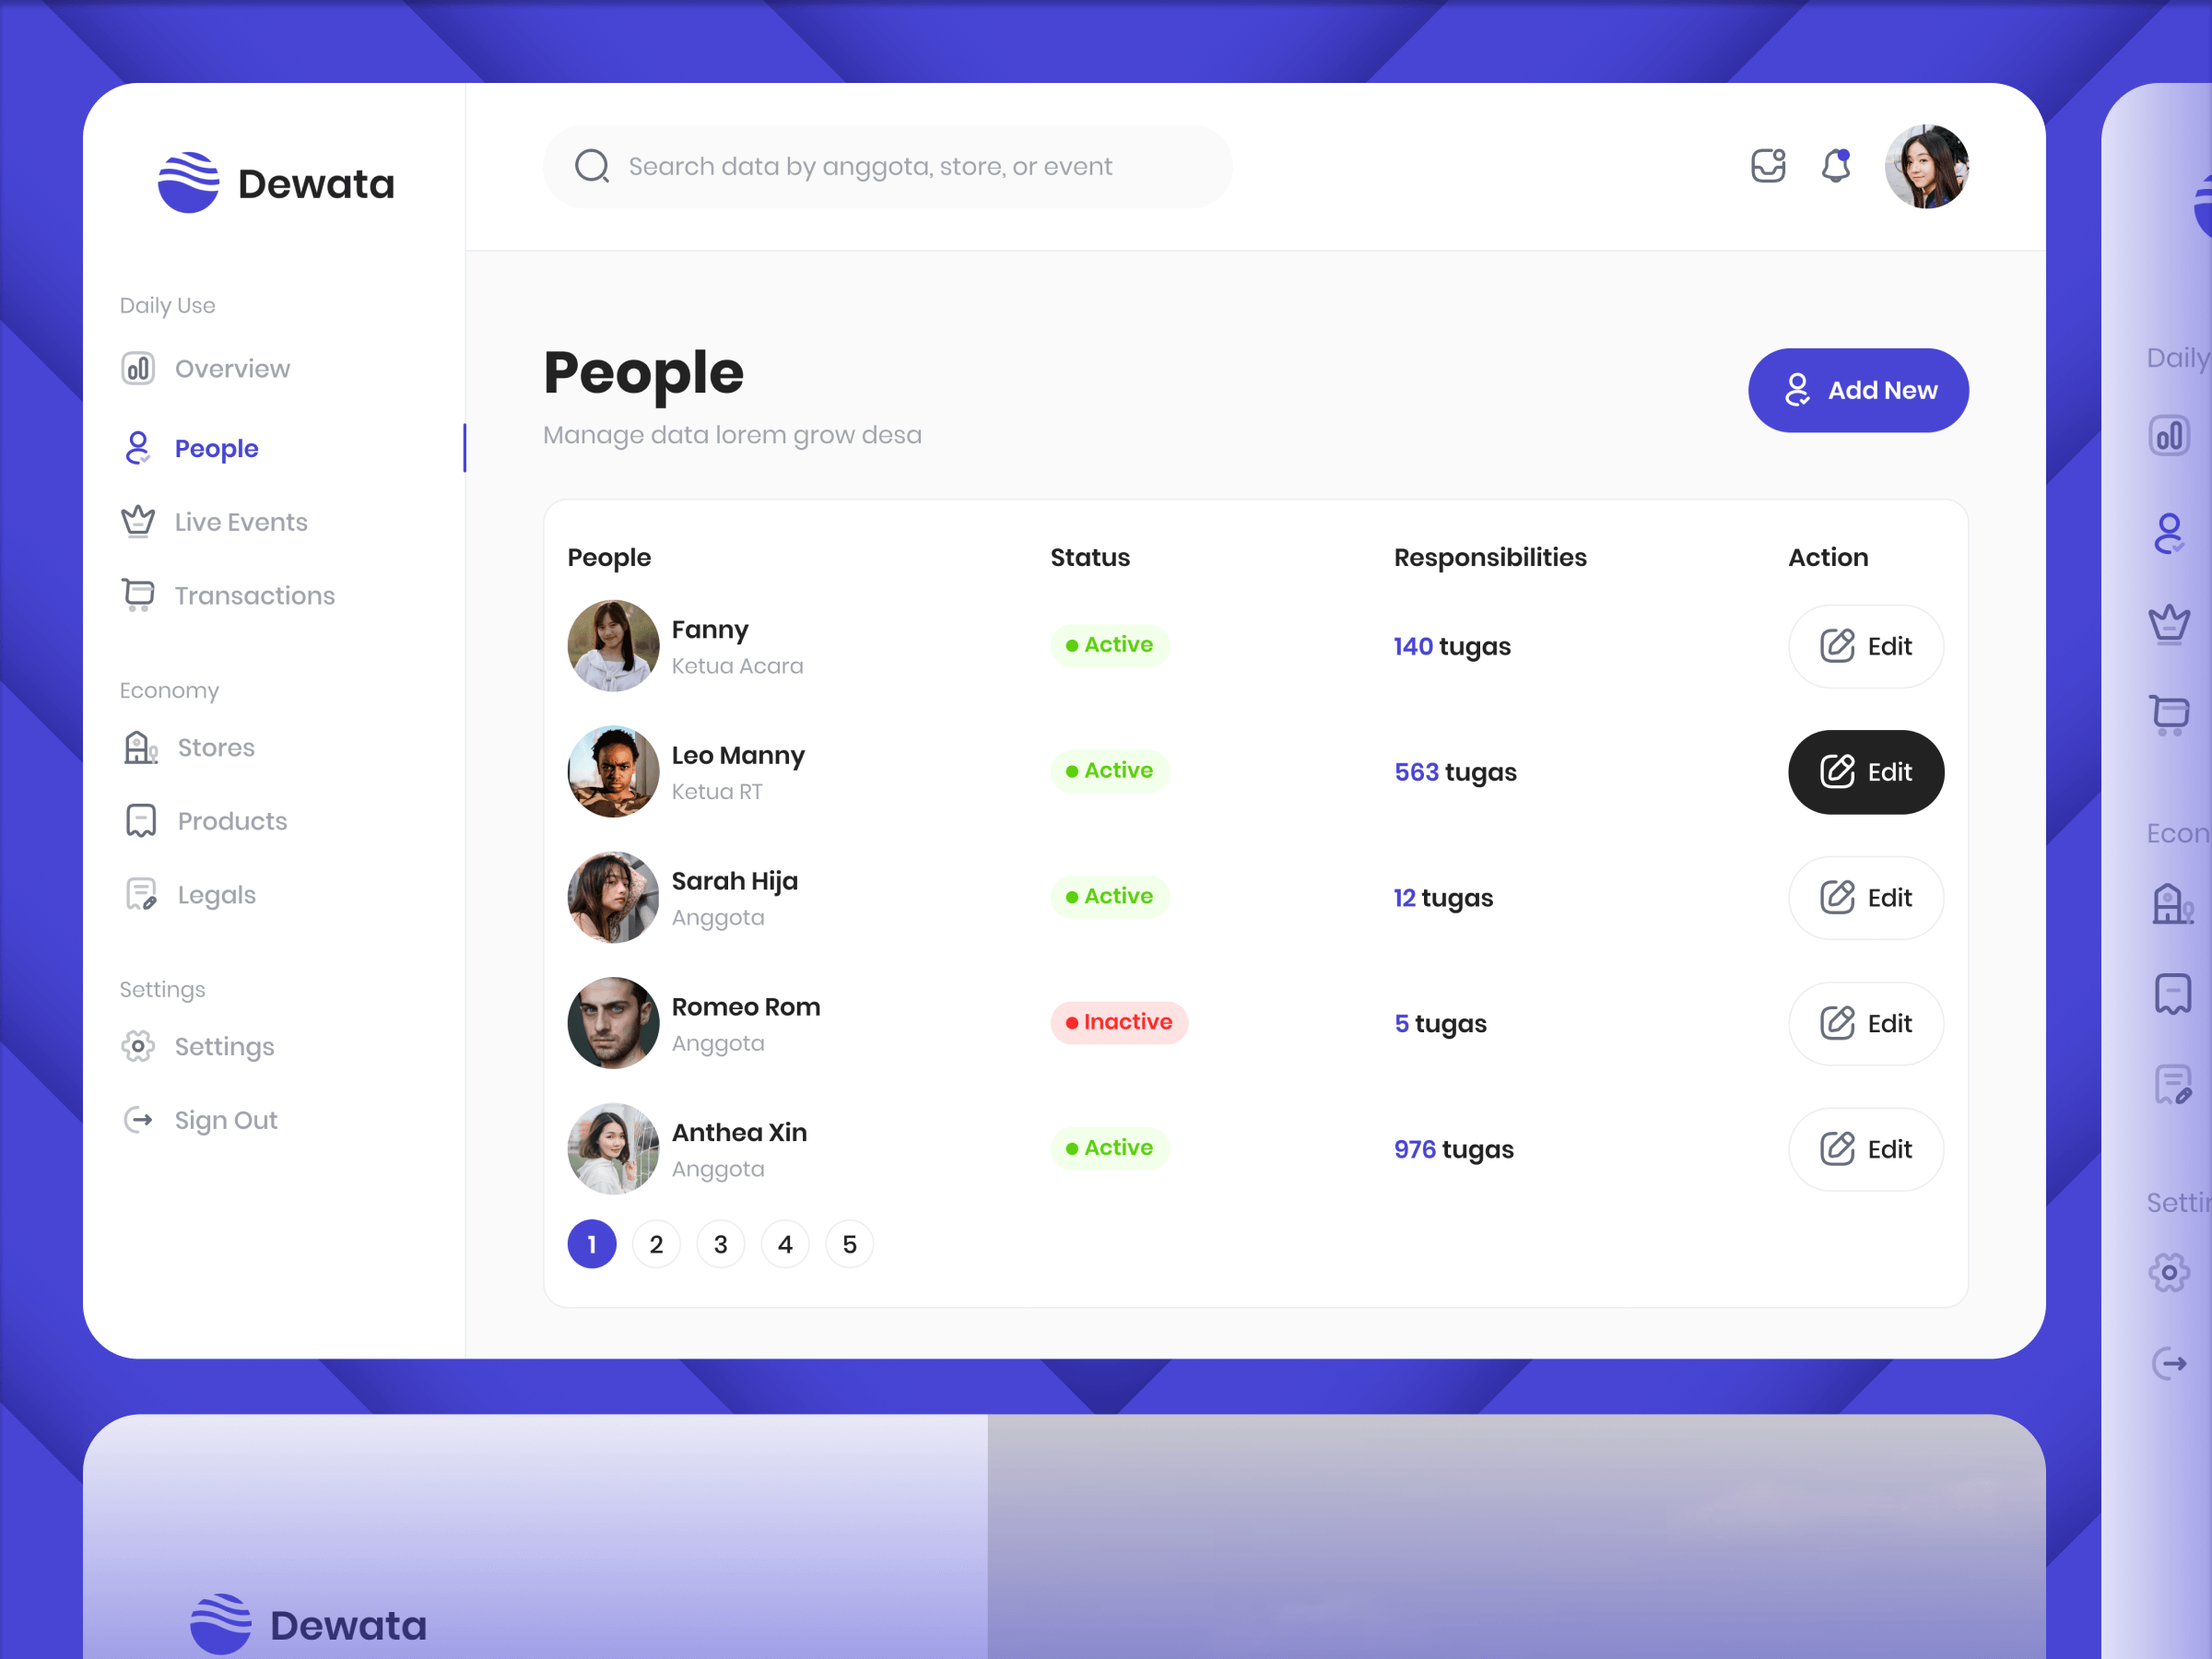 Dewata
Search data by anggota, store, or event
Daily Use
Overview
People
Live Events
Transactions
Economy
Stores
Products
Legals
Settings
Settings
Sign Out
People
Manage data lorem grow desa
Add New
People Status Responsibilities Action
Fanny
Ketua Acara
Active
140 tugas
Edit
Leo Manny
Ketua RT
Active
563 tugas
Edit
Sarah Hija
Anggota
Active
12 tugas
Edit
Romeo Rom
Anggota
Inactive
5 tugas
Edit
Anthea Xin
Anggota
Active
976 tugas
Edit
1 2 3 4 5
Daily
Econ
Settin
Dewata